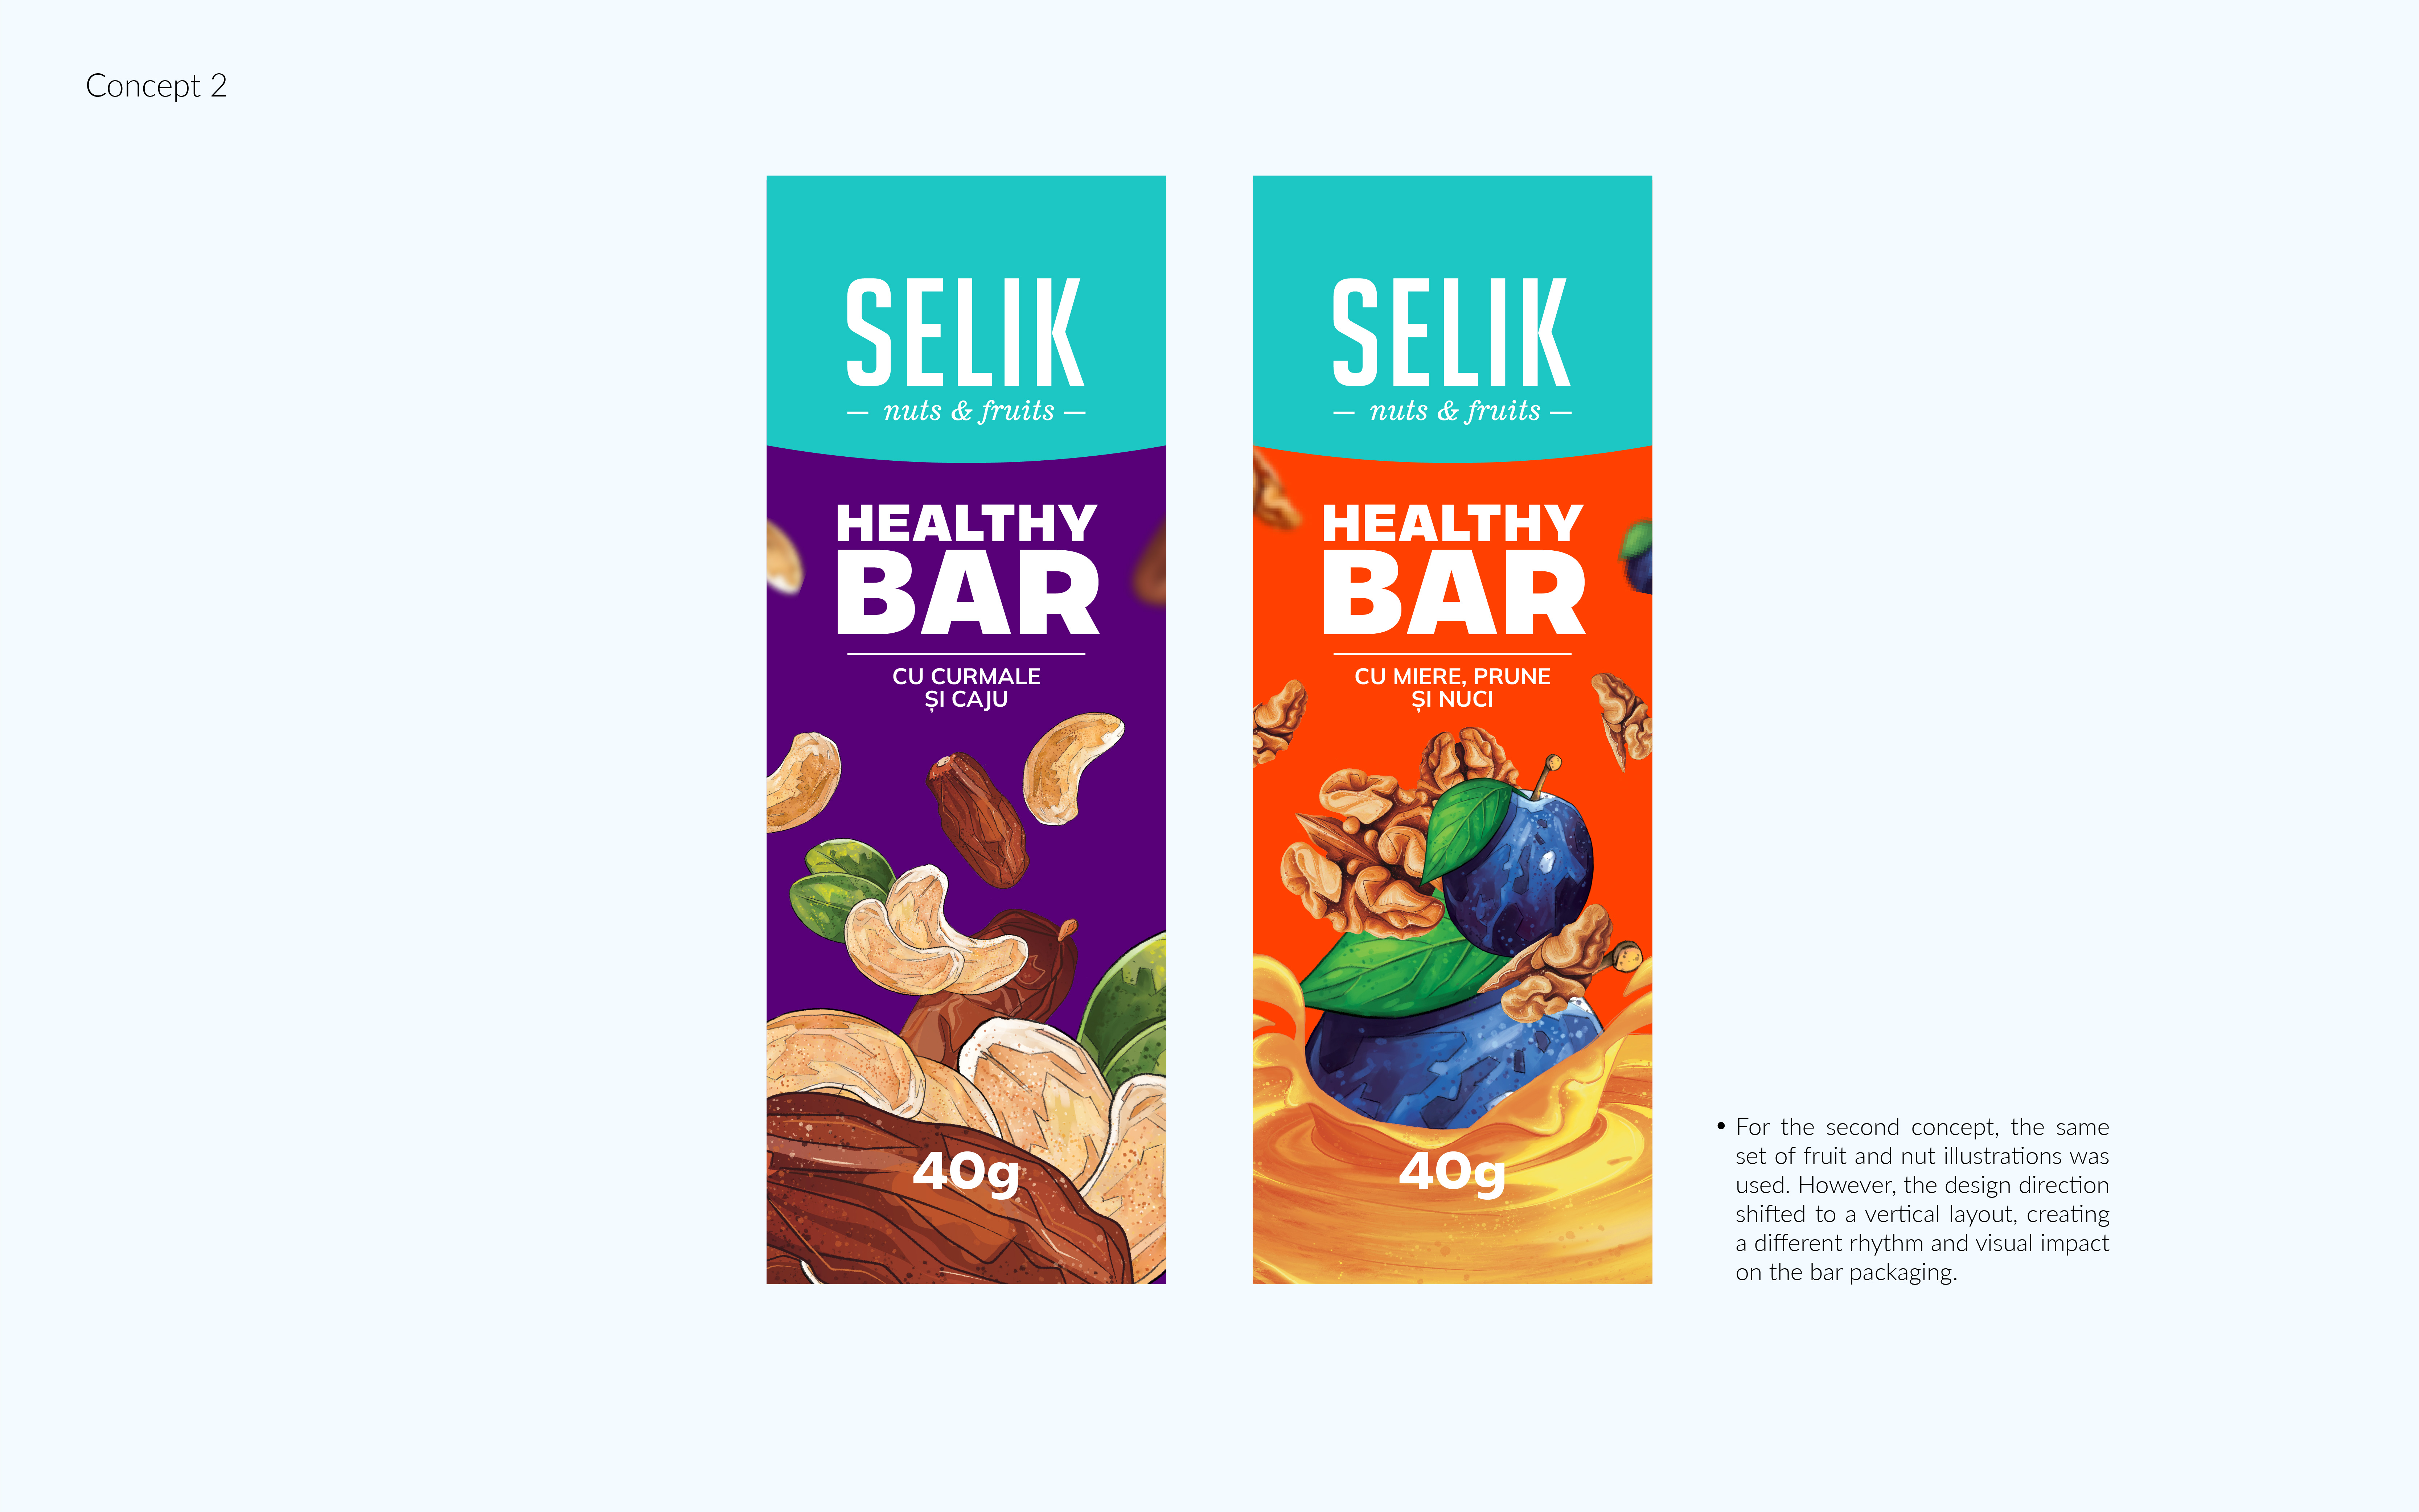 Concept 2
SELIK
— nuts & fruits —
HEALTHY
BAR
CU CURMALE
ȘI CAJU
40g
SELIK
— nuts & fruits —
HEALTHY
BAR
CU MIERE, PRUNE
ȘI NUCI
40g
• For the second concept, the same
set of fruit and nut illustrations was
used. However, the design direction
shifted to a vertical layout, creating
a different rhythm and visual impact
on the bar packaging.